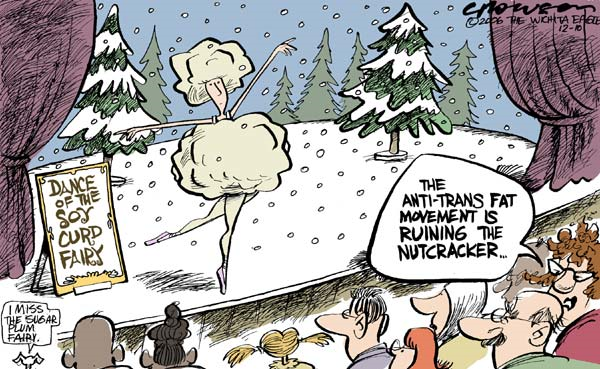 ©2006 THE WICHITA EAGLE
12-10
DANCE
OF THE
SOY
CURD
FAIRY
THE
ANTI-TRANS FAT
MOVEMENT IS
RUINING THE
NUTCRACKER...
I MISS
THE SUGAR
PLUM
FAIRY.